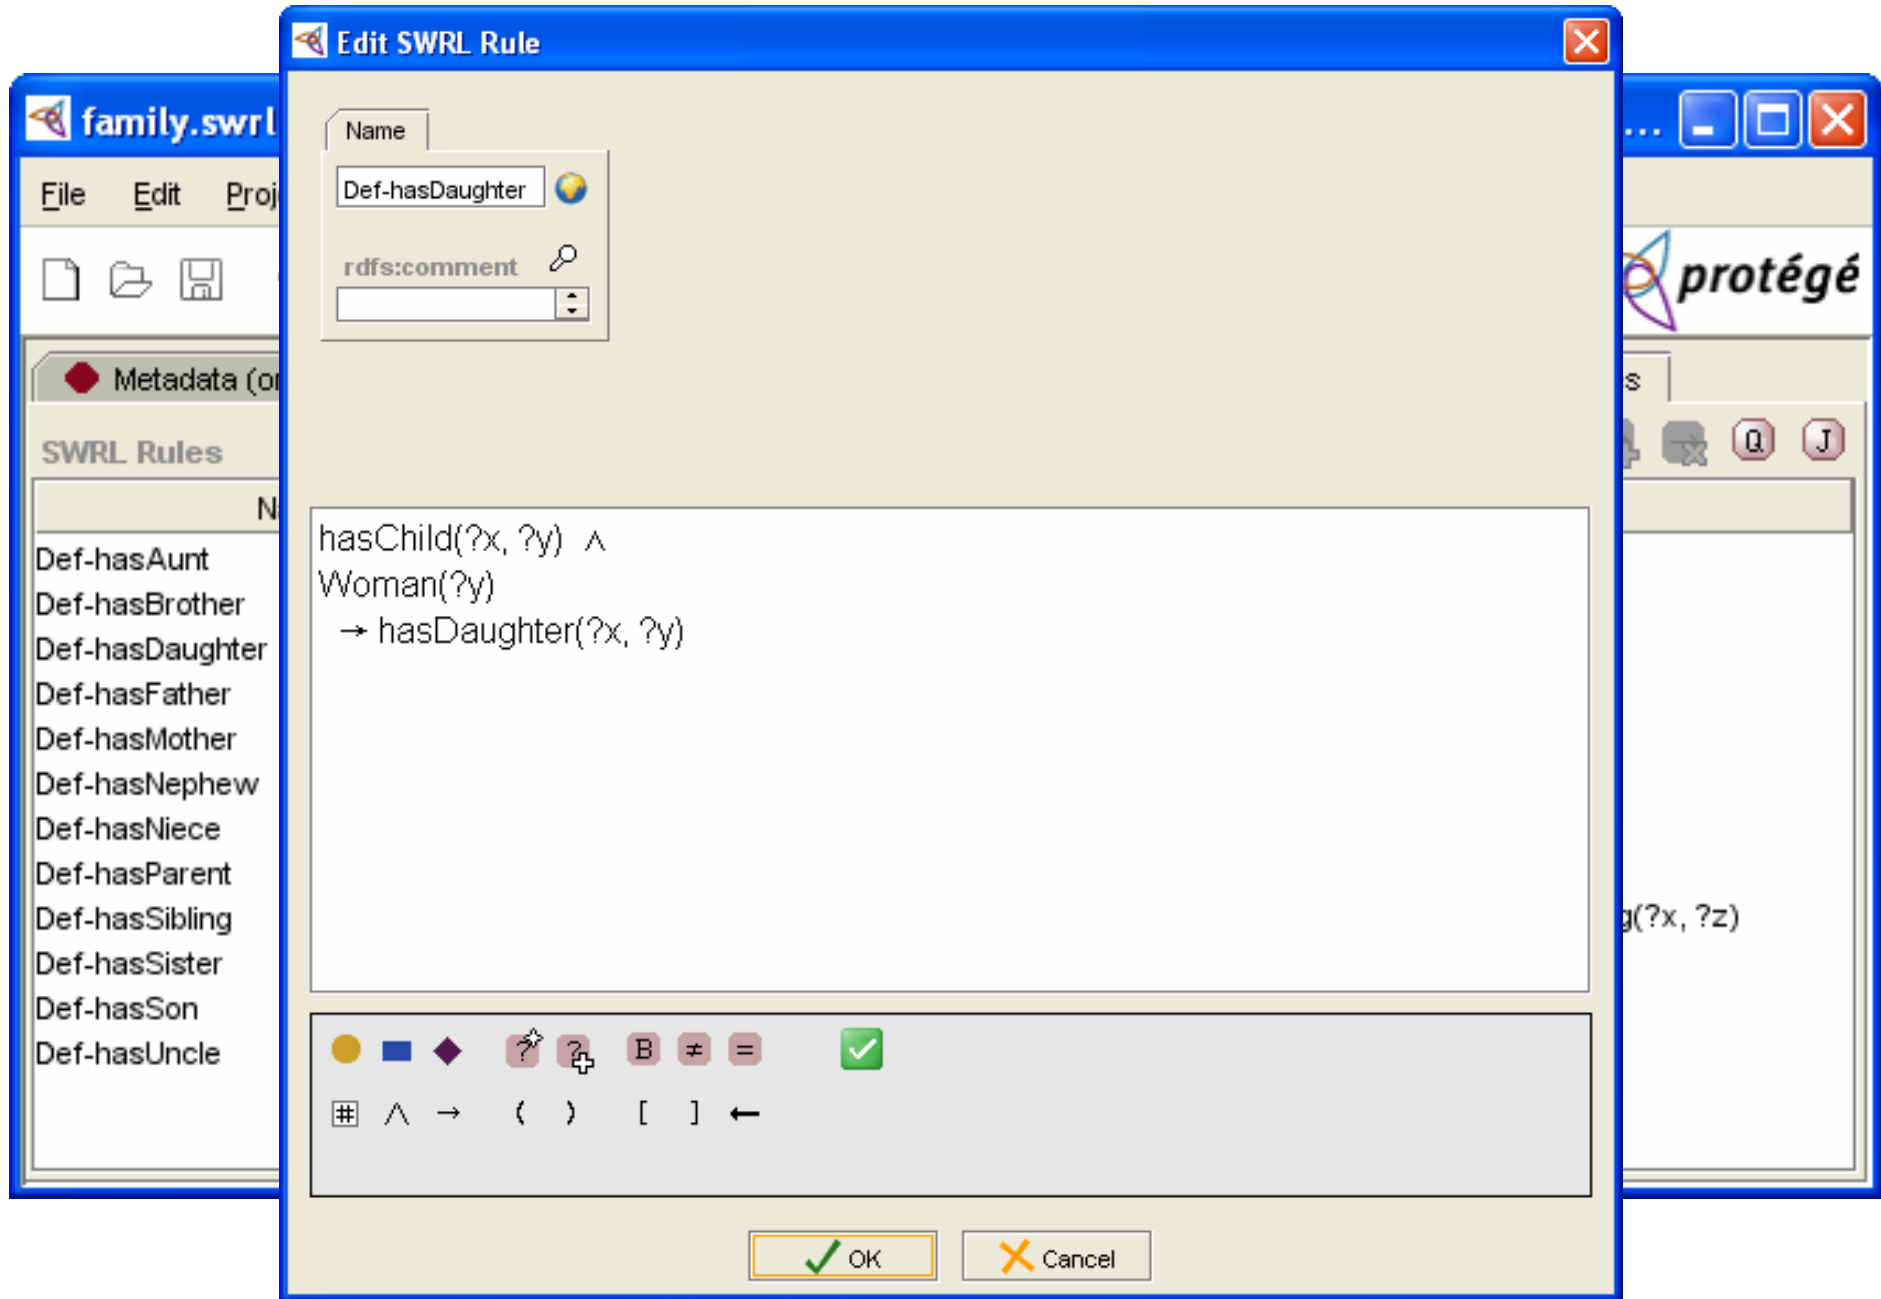 Edit SWRL Rule
family.swrl
...
Name
File Edit Proj
Def-hasDaughter
rdfs:comment
protégé
Metadata (or
s
SWRL Rules
Q J
N
hasChild(?x, ?y) ∧
Woman(?y)
→ hasDaughter(?x, ?y)
Def-hasAunt
Def-hasBrother
Def-hasDaughter
Def-hasFather
Def-hasMother
Def-hasNephew
Def-hasNiece
Def-hasParent
Def-hasSibling
g(?x, ?z)
Def-hasSister
Def-hasSon
Def-hasUncle
? ? B ≠ =
# ∧ → ( ) [ ] ←
OK Cancel